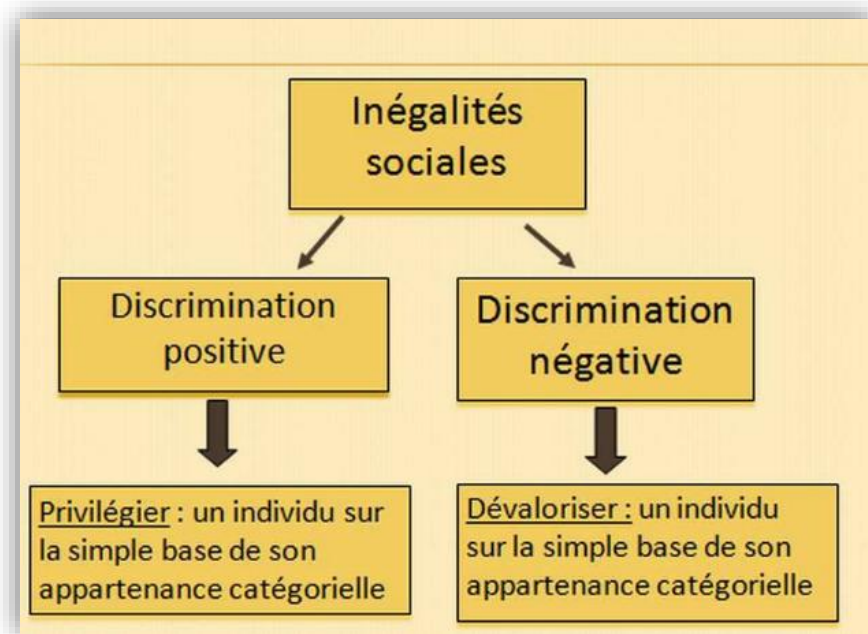 Inégalités
sociales
Discrimination
positive
Discrimination
négative
Privilégier : un individu sur
la simple base de son
appartenance catégorielle
Dévaloriser : un individu
sur la simple base de son
appartenance catégorielle